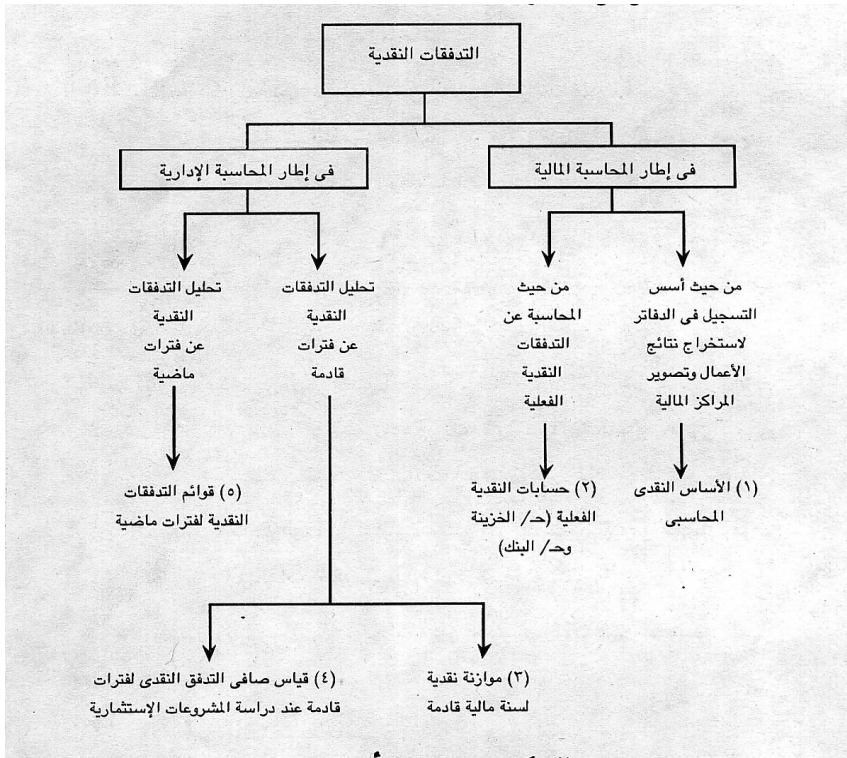 التدفقات النقدية
فى إطار المحاسبة المالية
فى إطار المحاسبة الإدارية
من حيث أسس
التسجيل فى الدفاتر
لاستخراج نتائج
الأعمال وتصوير
المراكز المالية
من حيث
المحاسبة عن
التدفقات
النقدية
الفعلية
تحليل التدفقات
النقدية
عن فترات
قادمة
تحليل التدفقات
النقدية
عن فترات
ماضية
(١) الأساس النقدى
المحاسبى
(٢) حسابات النقدية
الفعلية (حـ/ الخزينة
وحـ/ البنك)
(٥) قوائم التدفقات
النقدية لفترات ماضية
(٣) موازنة نقدية
لسنة مالية قادمة
(٤) قياس صافى التدفق النقدى لفترات
قادمة عند دراسة المشروعات الإستثمارية